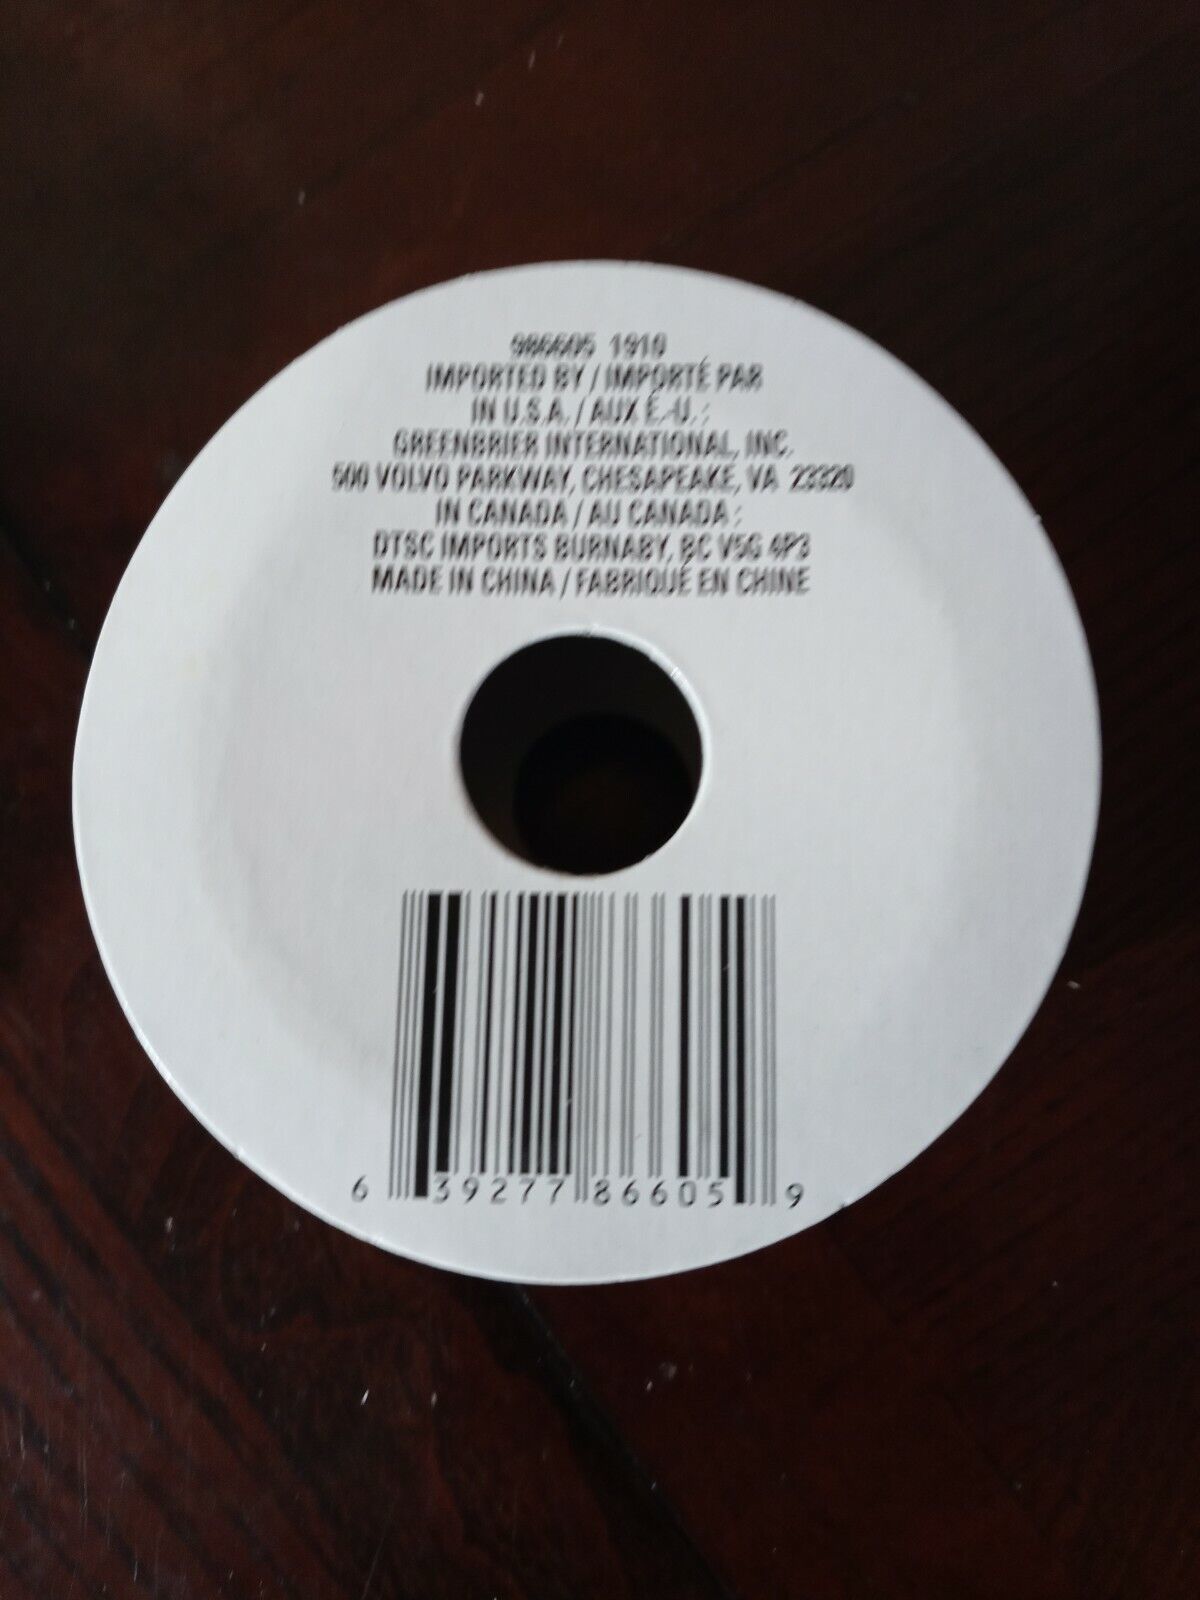 986605 1910
IMPORTED BY / IMPORTÉ PAR
IN U.S.A. / AUX É.-U. :
GREENBRIER INTERNATIONAL, INC.
500 VOLVO PARKWAY, CHESAPEAKE, VA 23320
IN CANADA / AU CANADA :
DTSC IMPORTS BURNABY, BC V5G 4P3
MADE IN CHINA / FABRIQUÉ EN CHINE
6 39277 86605 9